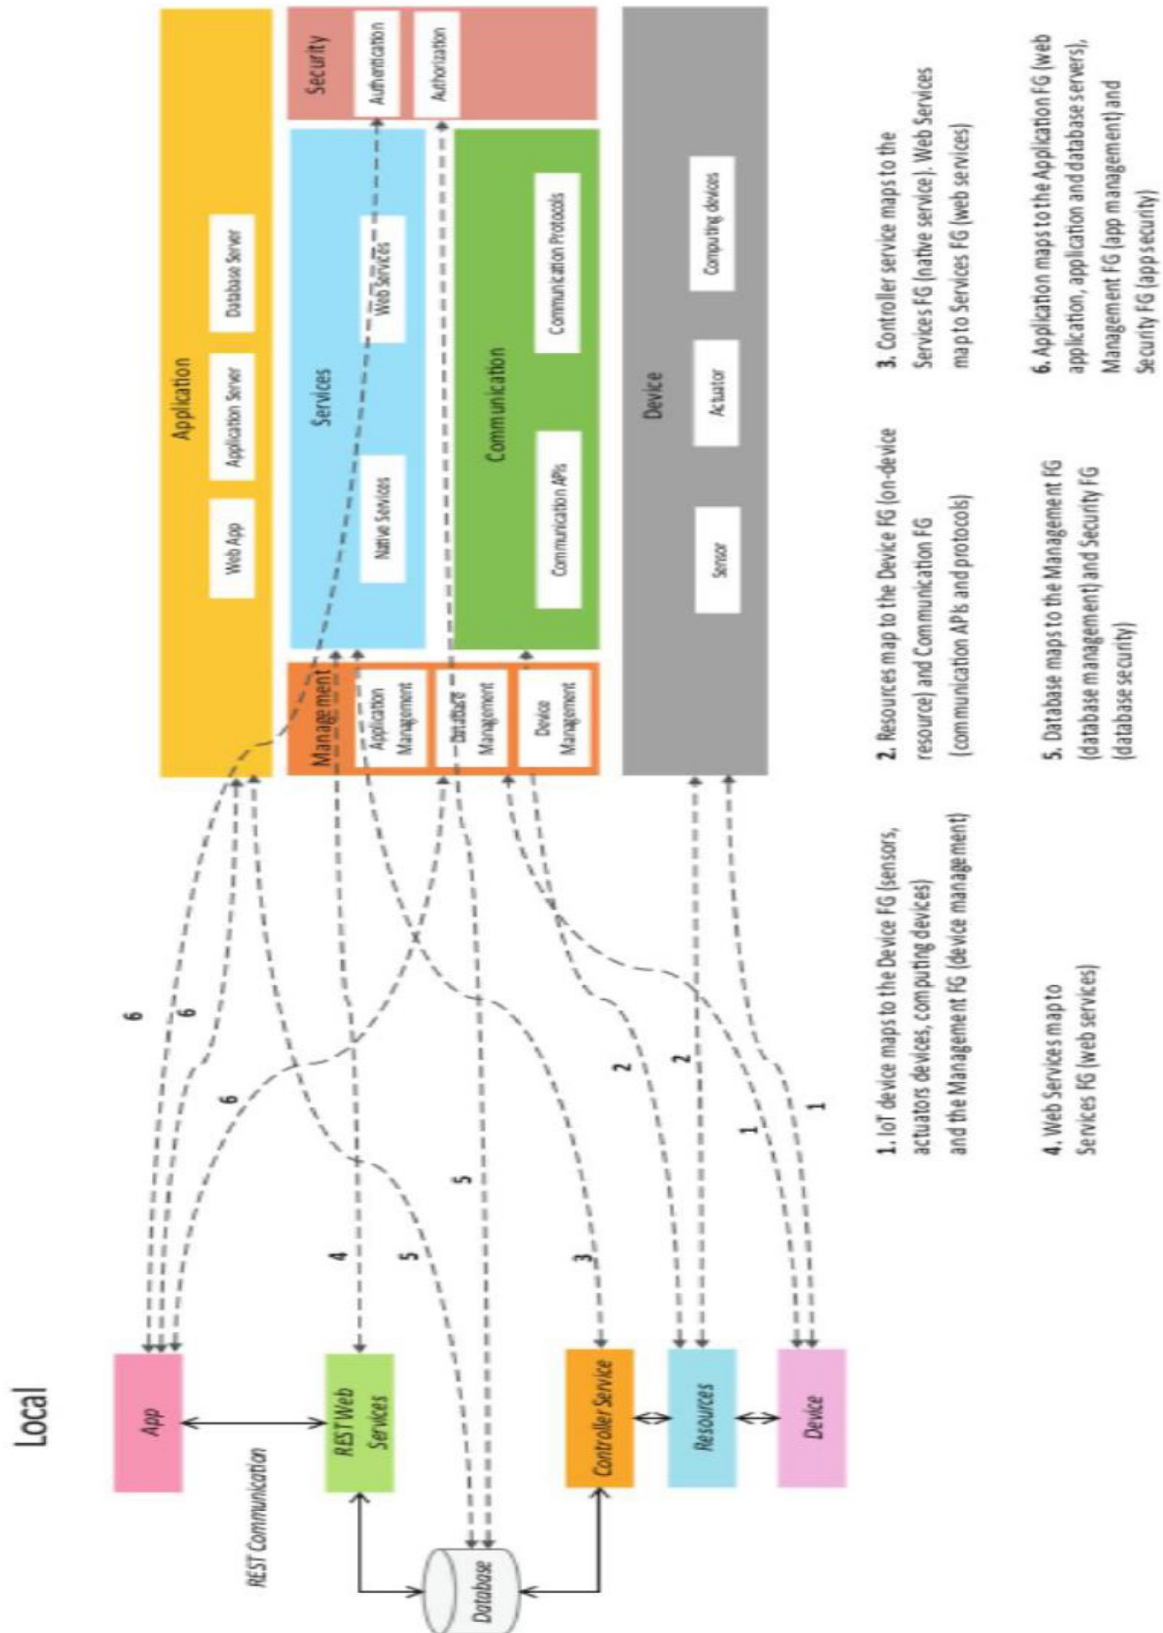 Local
App
REST Communication
REST Web
Services
Database
Controller Service
Resources
Device
6
6
6
4
5
5
3
2
2
1
1
Application
Web App
Application Server
Database Server
Management
Application
Management
Database
Management
Device
Management
Services
Native Services
Web Services
Communication
Communication APIs
Communication Protocols
Security
Authentication
Authorization
Device
Sensor
Actuator
Computing devices
1. IoT device maps to the Device FG (sensors,
actuators devices, computing devices)
and the Management FG (device management)
2. Resources map to the Device FG (on-device
resource) and Communication FG
(communication APIs and protocols)
3. Controller service maps to the
Services FG (native service). Web Services
map to Services FG (web services)
4. Web Services map to
Services FG (web services)
5. Database maps to the Management FG
(database management) and Security FG
(database security)
6. Application maps to the Application FG (web
application, application and database servers),
Management FG (app management) and
Security FG (app security)